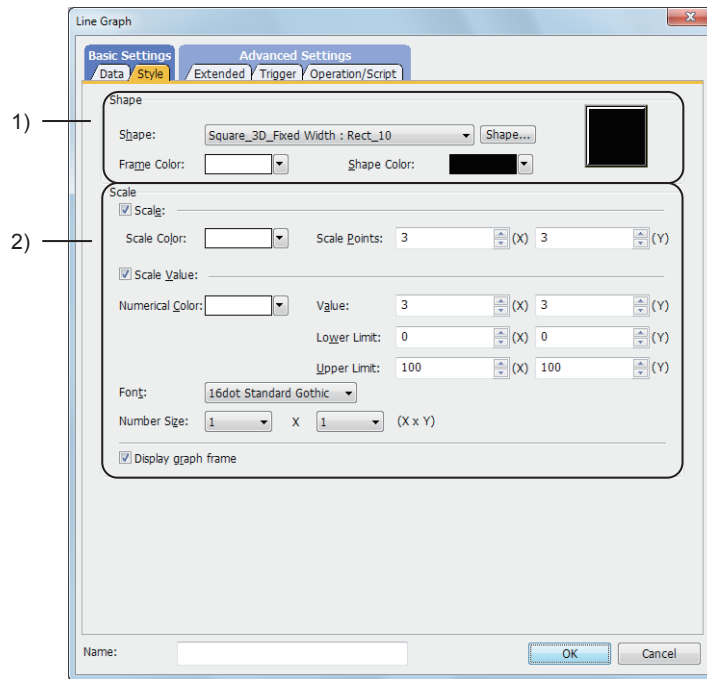 Line Graph
x
Basic Settings Advanced Settings
Data Style Extended Trigger Operation/Script
Shape
1)
Shape: Square_3D_Fixed Width : Rect_10 Shape...
Frame Color: Shape Color:
Scale
Scale:
2)
Scale Color: Scale Points: 3 (X) 3 (Y)
Scale Value:
Numerical Color: Value: 3 (X) 3 (Y)
Lower Limit: 0 (X) 0 (Y)
Upper Limit: 100 (X) 100 (Y)
Font: 16dot Standard Gothic
Number Size: 1 X 1 (X x Y)
Display graph frame
Name: OK Cancel